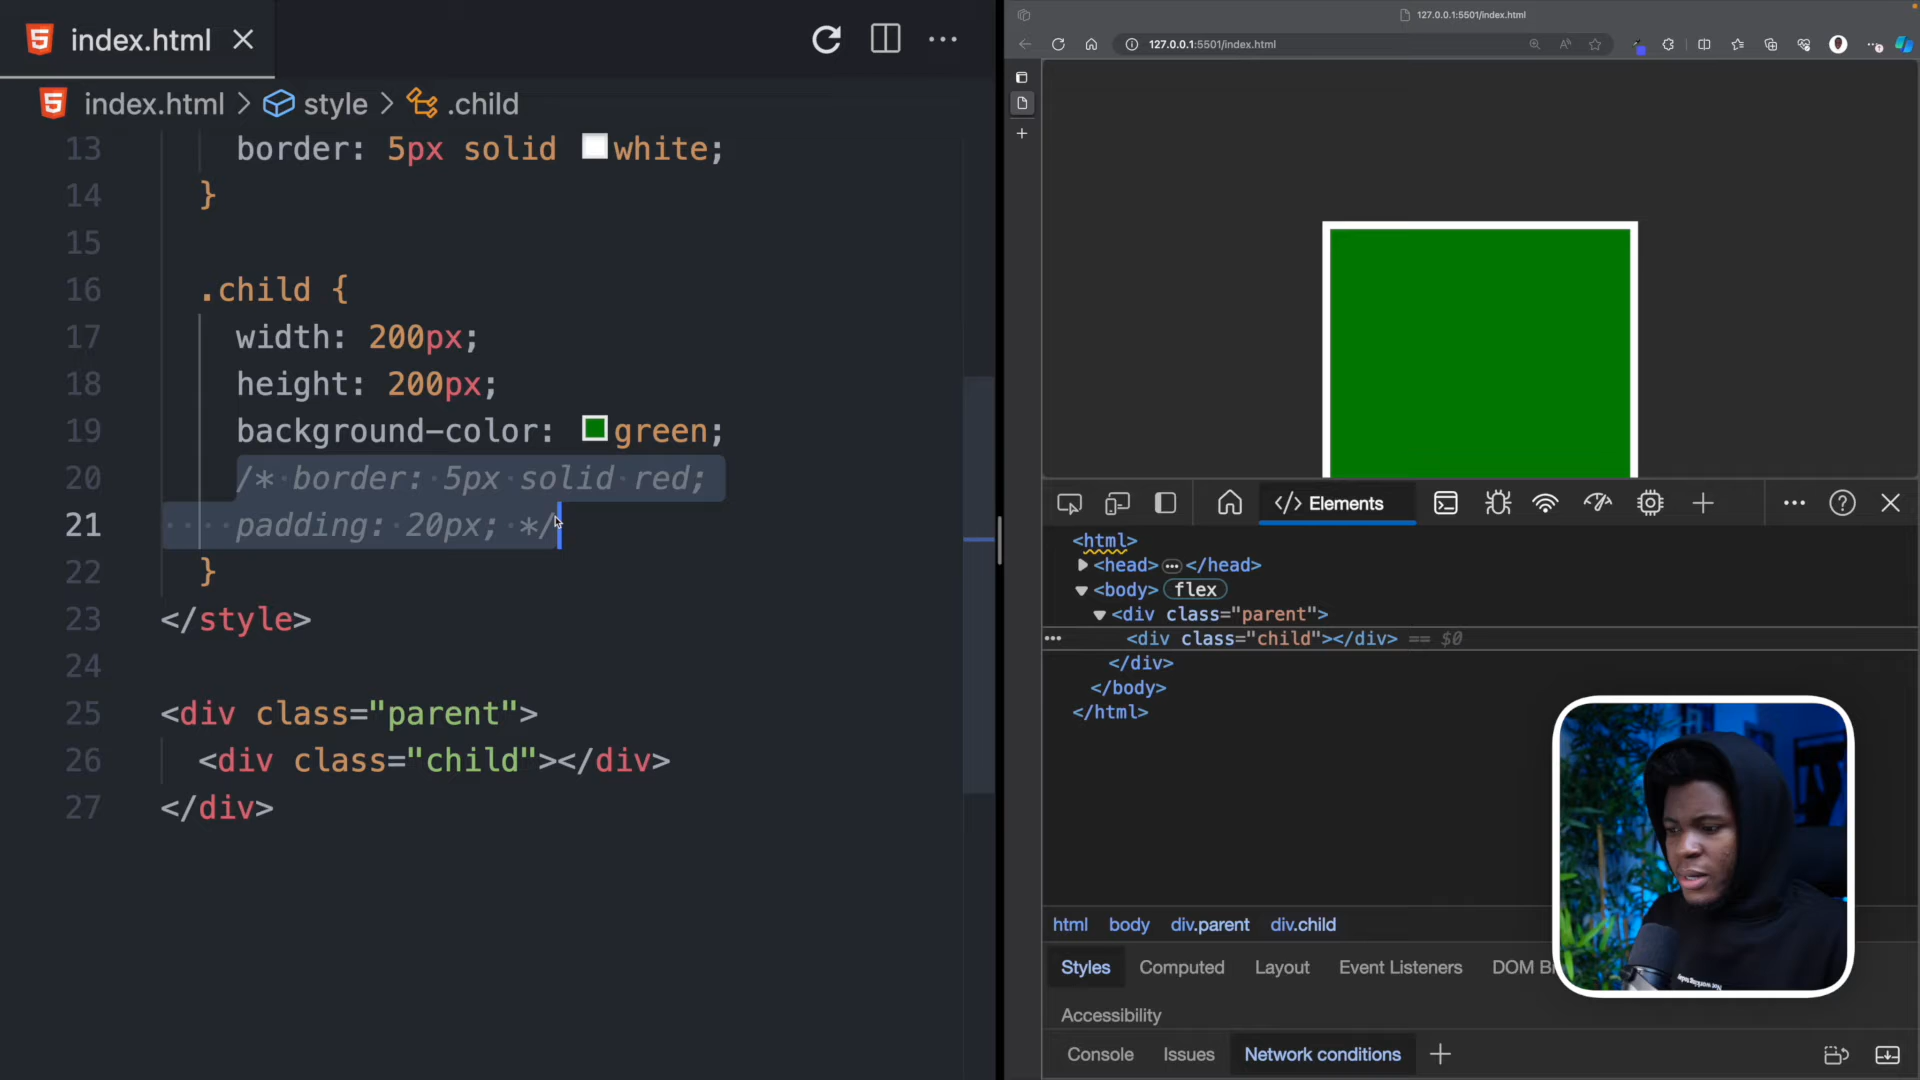 index.html
index.html > style > .child
13 border: 5px solid white;
14 }
15
16 .child {
17 width: 200px;
18 height: 200px;
19 background-color: green;
20 /* border: 5px solid red;
21 padding: 20px; */
22 }
23 </style>
24
25 <div class="parent">
26 <div class="child"></div>
27 </div>
127.0.0.1:5501/index.html
127.0.0.1:5501/index.html
</> Elements
<html>
<head>…</head>
<body> flex
<div class="parent">
<div class="child"></div> == $0
</div>
</body>
</html>
html body div.parent div.child
Styles Computed Layout Event Listeners DOM B
Accessibility
Console Issues Network conditions